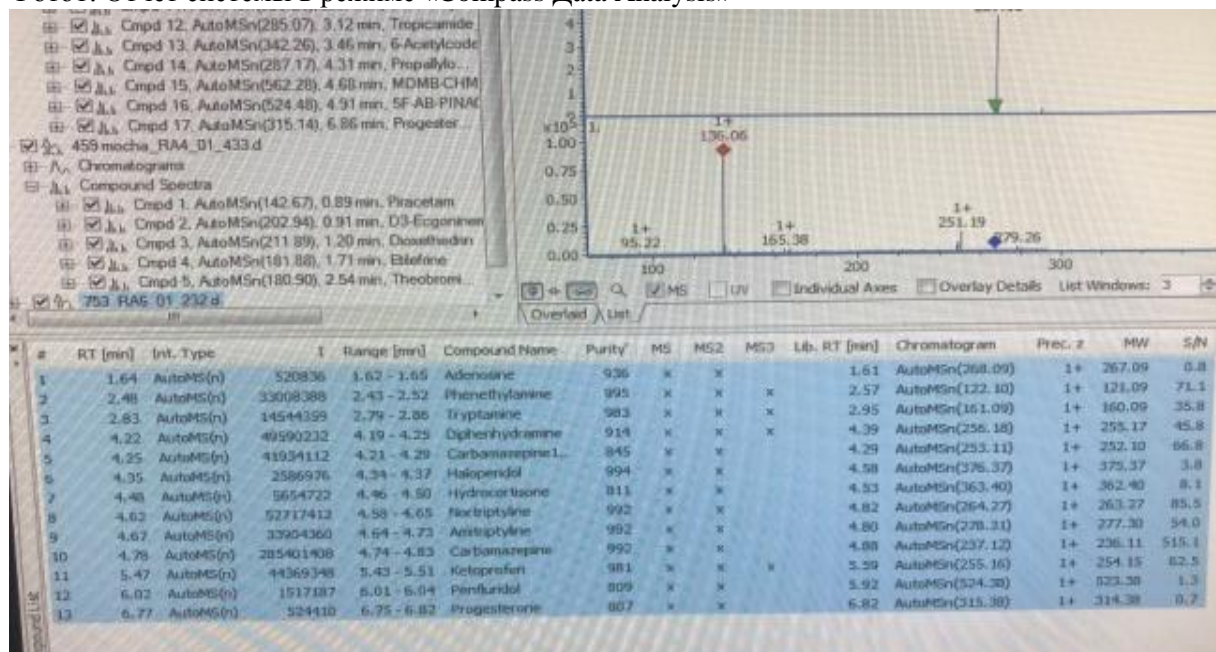 Фото1. Отчет системы в режиме «Compass Data Analysis»
Cmpd 12, AutoMSn(285.07), 3.12 min, Tropicamide
Cmpd 13, AutoMSn(342.26), 3.46 min, 6-Acetylcode
Cmpd 14, AutoMSn(287.17), 4.31 min, Propallylo...
Cmpd 15, AutoMSn(562.28), 4.68 min, MDMB-CHM
Cmpd 16, AutoMSn(524.48), 4.91 min, 5F-AB-PINAC
Cmpd 17, AutoMSn(315.14), 6.86 min, Progester...
459 mocha_RA4_01_433.d
Chromatograms
Compound Spectra
Cmpd 1, AutoMSn(142.67), 0.89 min, Piracetam
Cmpd 2, AutoMSn(202.94), 0.91 min, D3-Ecgoninem
Cmpd 3, AutoMSn(211.89), 1.20 min, Dioxethedrin
Cmpd 4, AutoMSn(181.88), 1.71 min, Etilefrine
Cmpd 5, AutoMSn(180.90), 2.54 min, Theobromi...
753_RA6_01_232.d
4
3
2
1
x10⁵
1.00
0.75
0.50
0.25
0.00
1+
136.06
1+
95.22
1+
165.38
1+
251.19
279.26
100 200 300
MS UV Individual Axes Overlay Details List Windows: 3
Overlaid List
# RT [min] Int. Type I Range [min] Compound Name Purity MS MS2 MS3 Lib. RT [min] Chromatogram Prec. z MW S/N
1 1.64 AutoMS(n) 520836 1.62 - 1.65 Adenosine 936 x x 1.61 AutoMSn(268.09) 1+ 267.09 0.8
2 2.48 AutoMS(n) 33008388 2.43 - 2.52 Phenethylamine 995 x x x 2.57 AutoMSn(122.10) 1+ 121.09 71.1
3 2.83 AutoMS(n) 14544399 2.79 - 2.86 Tryptamine 983 x x x 2.95 AutoMSn(161.09) 1+ 160.09 35.8
4 4.22 AutoMS(n) 49590232 4.19 - 4.25 Diphenhydramine 914 x x x 4.39 AutoMSn(256.18) 1+ 255.17 45.8
5 4.25 AutoMS(n) 41934112 4.21 - 4.29 Carbamazepine1... 845 x x 4.29 AutoMSn(253.11) 1+ 252.10 66.8
6 4.35 AutoMS(n) 2586976 4.34 - 4.37 Haloperidol 994 x x 4.58 AutoMSn(376.37) 1+ 375.37 3.8
7 4.48 AutoMS(n) 5654722 4.46 - 4.50 Hydrocortisone 811 x x 4.53 AutoMSn(363.40) 1+ 362.40 8.1
8 4.62 AutoMS(n) 52717412 4.58 - 4.65 Nortriptyline 992 x x 4.82 AutoMSn(264.27) 1+ 263.27 85.5
9 4.67 AutoMS(n) 33904360 4.64 - 4.73 Amitriptyline 992 x x 4.80 AutoMSn(278.31) 1+ 277.30 54.0
10 4.78 AutoMS(n) 285401408 4.74 - 4.83 Carbamazepine 992 x x 4.88 AutoMSn(237.12) 1+ 236.11 515.1
11 5.47 AutoMS(n) 44369348 5.43 - 5.51 Ketoprofen 981 x x x 5.59 AutoMSn(255.16) 1+ 254.15 82.5
12 6.02 AutoMS(n) 1517187 6.01 - 6.04 Penfluridol 809 x x 5.92 AutoMSn(524.38) 1+ 523.38 1.3
13 6.77 AutoMS(n) 524410 6.75 - 6.82 Progesterone 807 x x 6.82 AutoMSn(315.38) 1+ 314.38 0.7